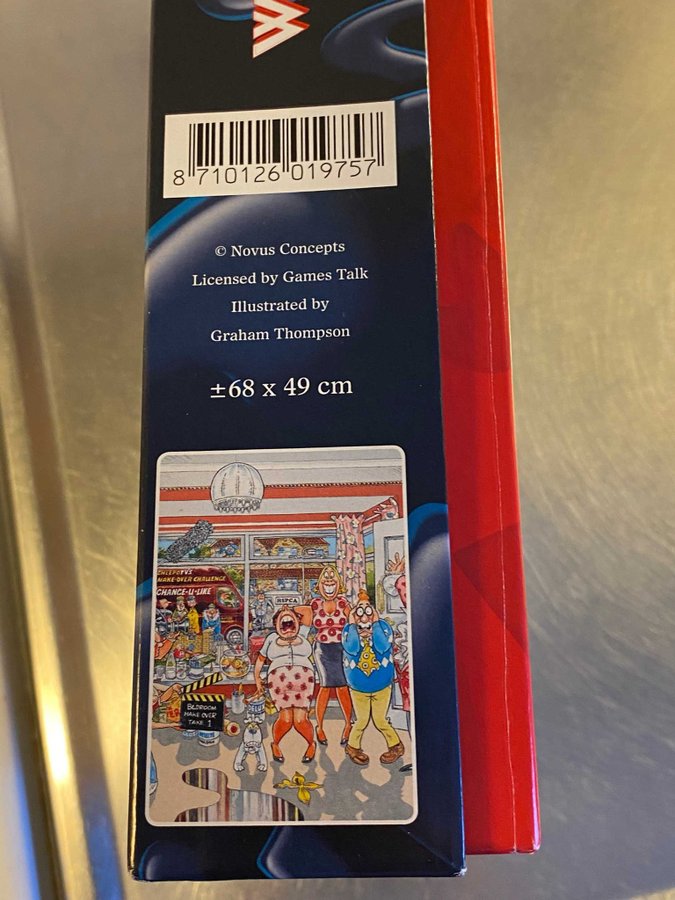 W
8 710126 019757
© Novus Concepts
Licensed by Games Talk
Illustrated by
Graham Thompson
±68 x 49 cm
MAKE-OVER CHALLENGE
CHANCE-U-LIKE
RSPCA
BEDROOM
MAKE OVER
TAKE 1